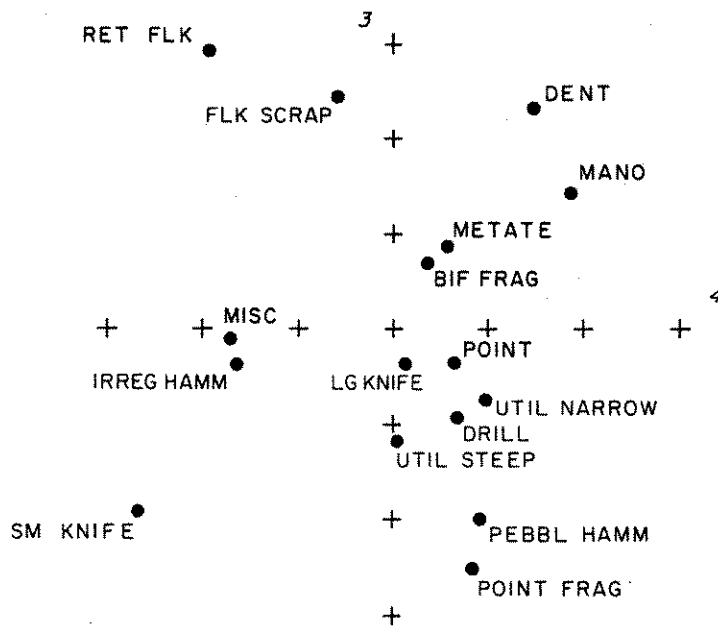 3
RET FLK
FLK SCRAP
DENT
MANO
METATE
BIF FRAG
4
MISC
IRREG HAMM
LG KNIFE
POINT
UTIL NARROW
DRILL
UTIL STEEP
SM KNIFE
PEBBL HAMM
POINT FRAG